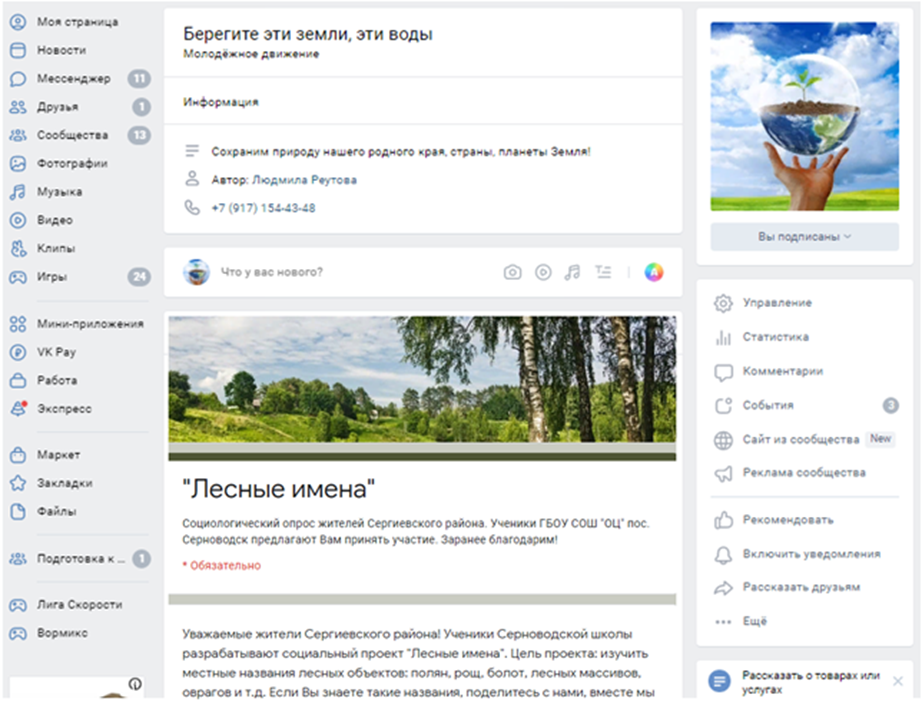 Моя страница
Новости
Мессенджер 11
Друзья 1
Сообщества 13
Фотографии
Музыка
Видео
Клипы
Игры 24
Мини-приложения
VK Pay
Работа
Экспресс
Маркет
Закладки
Файлы
Подготовка к ... 1
Лига Скорости
Вормикс
Берегите эти земли, эти воды
Молодёжное движение
Информация
Сохраним природу нашего родного края, страны, планеты Земля!
Автор: Людмила Реутова
+7 (917) 154-43-48
Что у вас нового?
"Лесные имена"
Социологический опрос жителей Сергиевского района. Ученики ГБОУ СОШ "ОЦ" пос.
Серноводск предлагают Вам принять участие. Заранее благодарим!
* Обязательно
Уважаемые жители Сергиевского района! Ученики Серноводской школы
разрабатывают социальный проект "Лесные имена". Цель проекта: изучить
местные названия лесных объектов: полян, рощ, болот, лесных массивов,
оврагов и т.д. Если Вы знаете такие названия, поделитесь с нами, вместе мы
Вы подписаны
Управление
Статистика
Комментарии
События 3
Сайт из сообщества New
Реклама сообщества
Рекомендовать
Включить уведомления
Рассказать друзьям
Ещё
Рассказать о товарах или
услугах